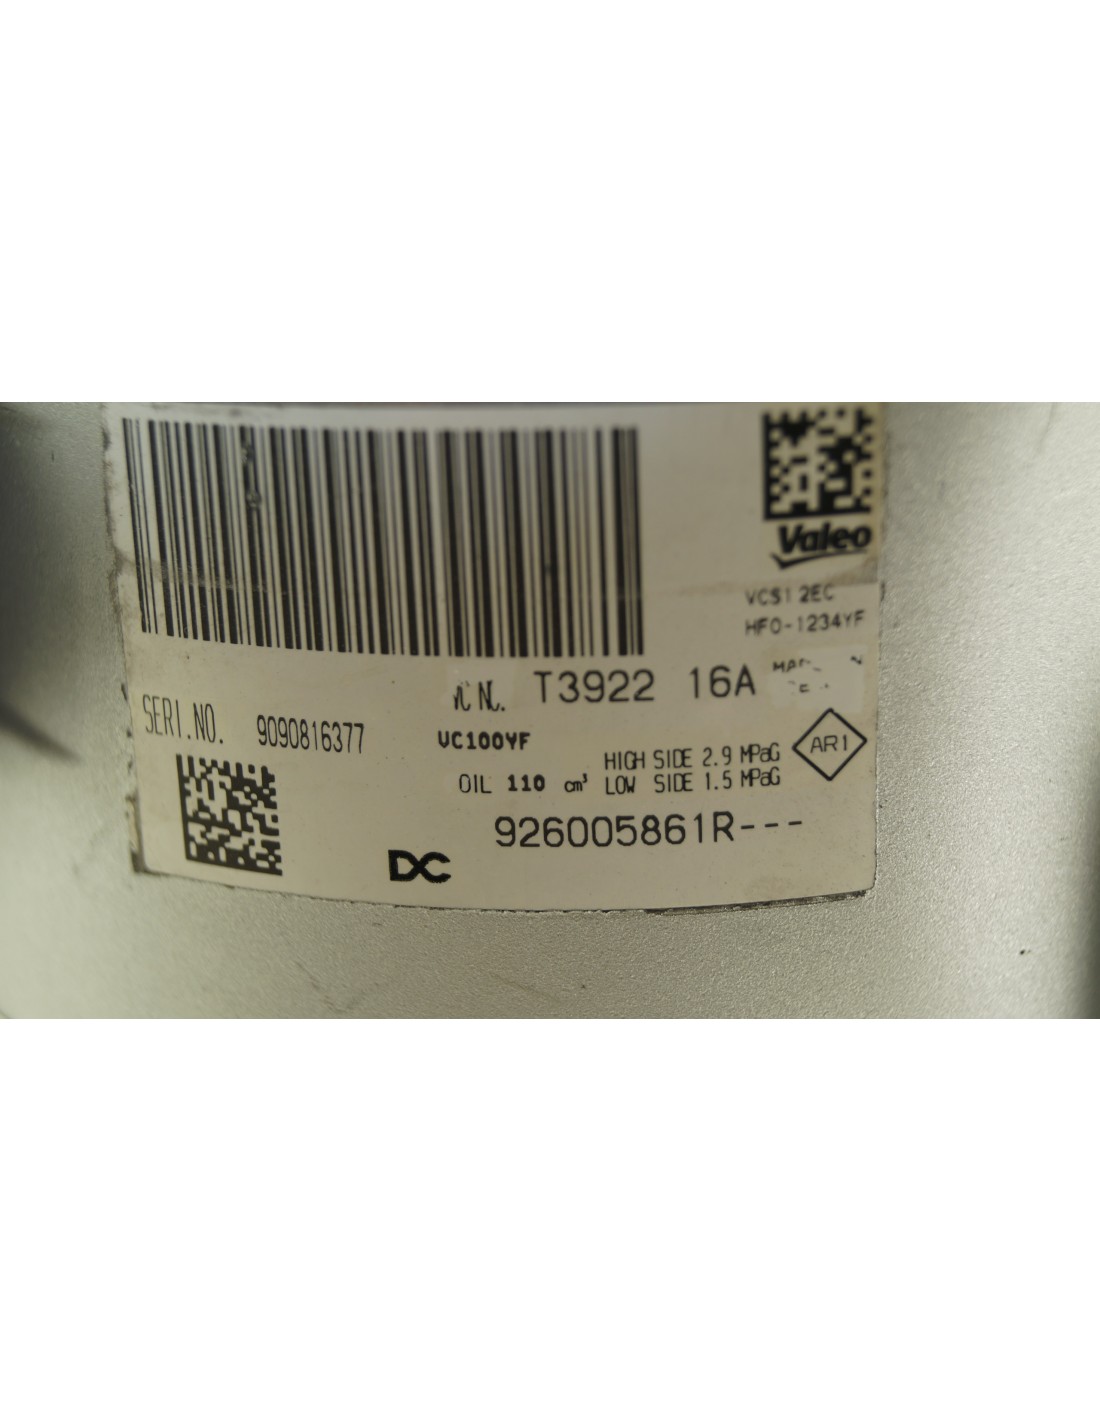 Valeo
VCS12EC
HFO-1234YF
T3922 16A
SERI.NO. 9090816377
VC100YF
HIGH SIDE 2.9 MPaG
AR1
OIL 110 cm³ LOW SIDE 1.5 MPaG
926005861R---
DC